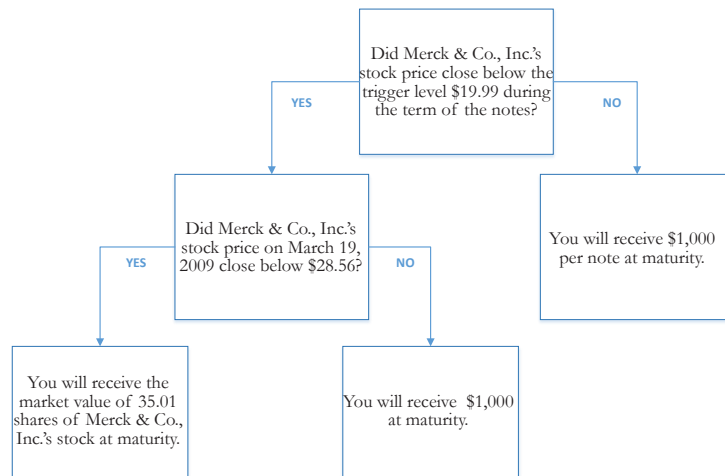 Did Merck & Co., Inc.'s
stock price close below the
trigger level $19.99 during
the term of the notes?
YES
NO
Did Merck & Co., Inc.'s
stock price on March 19,
2009 close below $28.56?
You will receive $1,000
per note at maturity.
YES
NO
You will receive the
market value of 35.01
shares of Merck & Co.,
Inc.'s stock at maturity.
You will receive $1,000
at maturity.